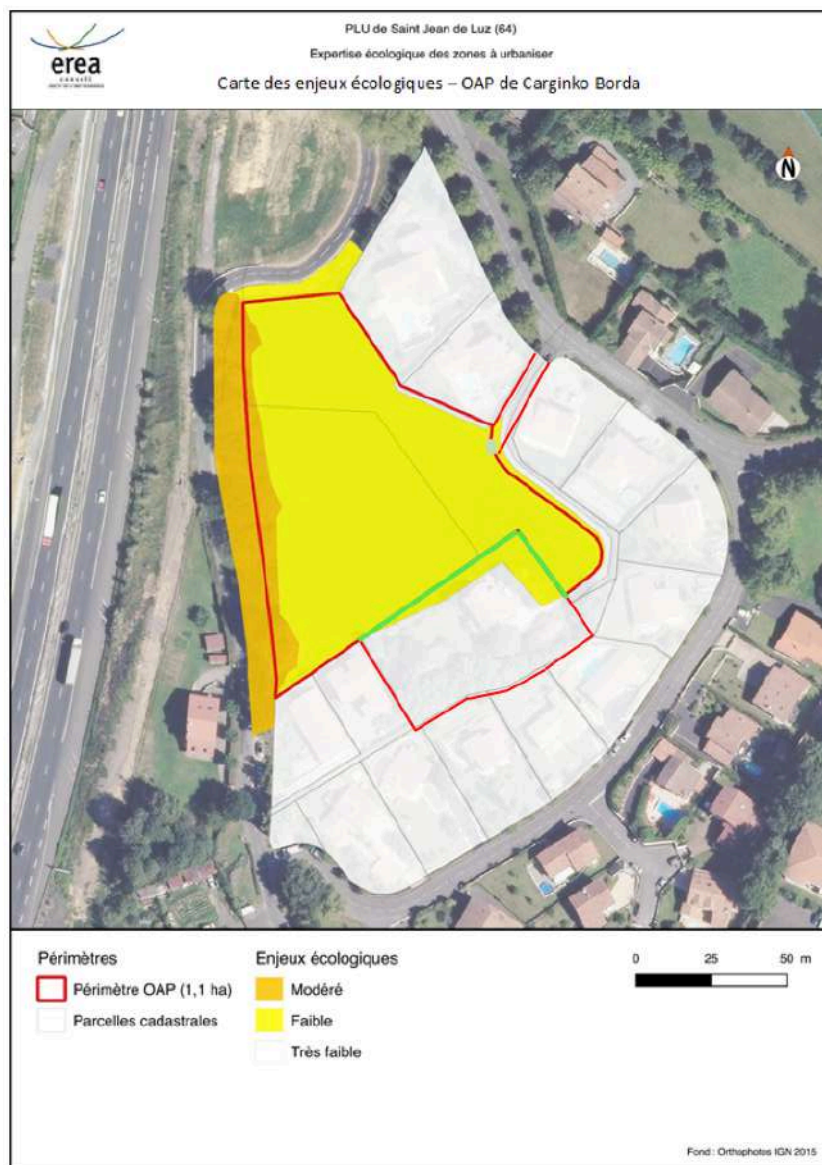 PLU de Saint Jean de Luz (64)
Expertise écologique des zones à urbaniser
Carte des enjeux écologiques – OAP de Carginko Borda
erea
conseil
N
Périmètres
Périmètre OAP (1,1 ha)
Parcelles cadastrales
Enjeux écologiques
Modéré
Faible
Très faible
0 25 50 m
Fond : Orthophotos IGN 2015